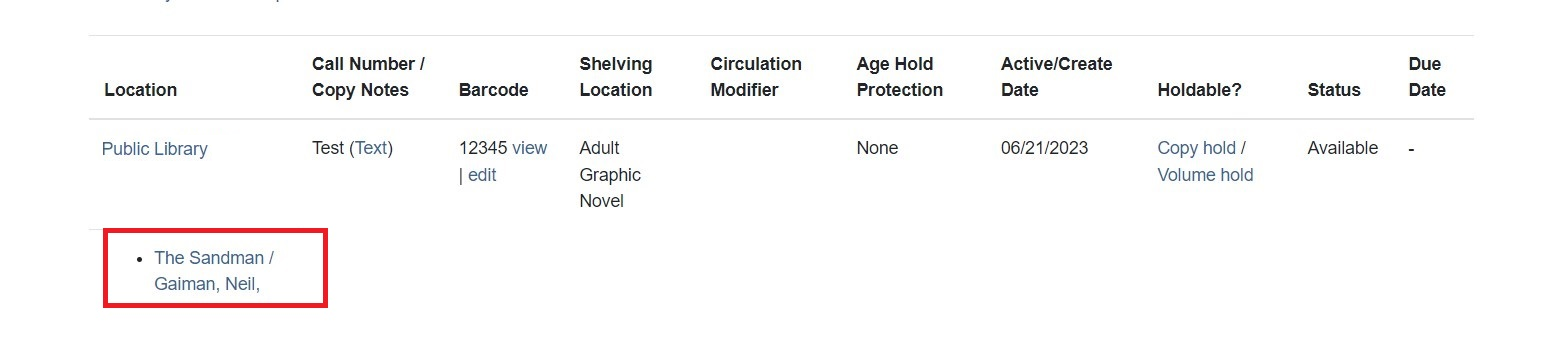 Location Call Number / Copy Notes Barcode Shelving Location Circulation Modifier Age Hold Protection Active/Create Date Holdable? Status Due Date
Public Library Test (Text) 12345 view | edit Adult Graphic Novel None 06/21/2023 Copy hold / Volume hold Available -
• The Sandman /
Gaiman, Neil,